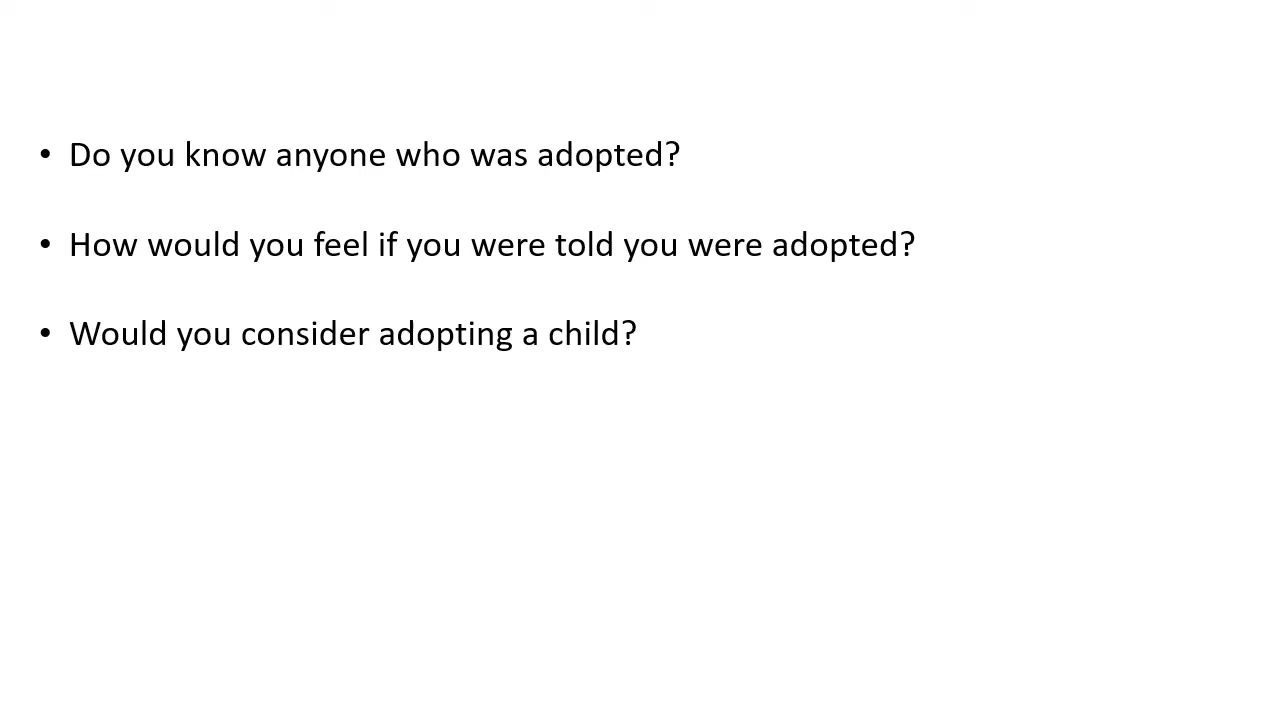 • Do you know anyone who was adopted?
• How would you feel if you were told you were adopted?
• Would you consider adopting a child?